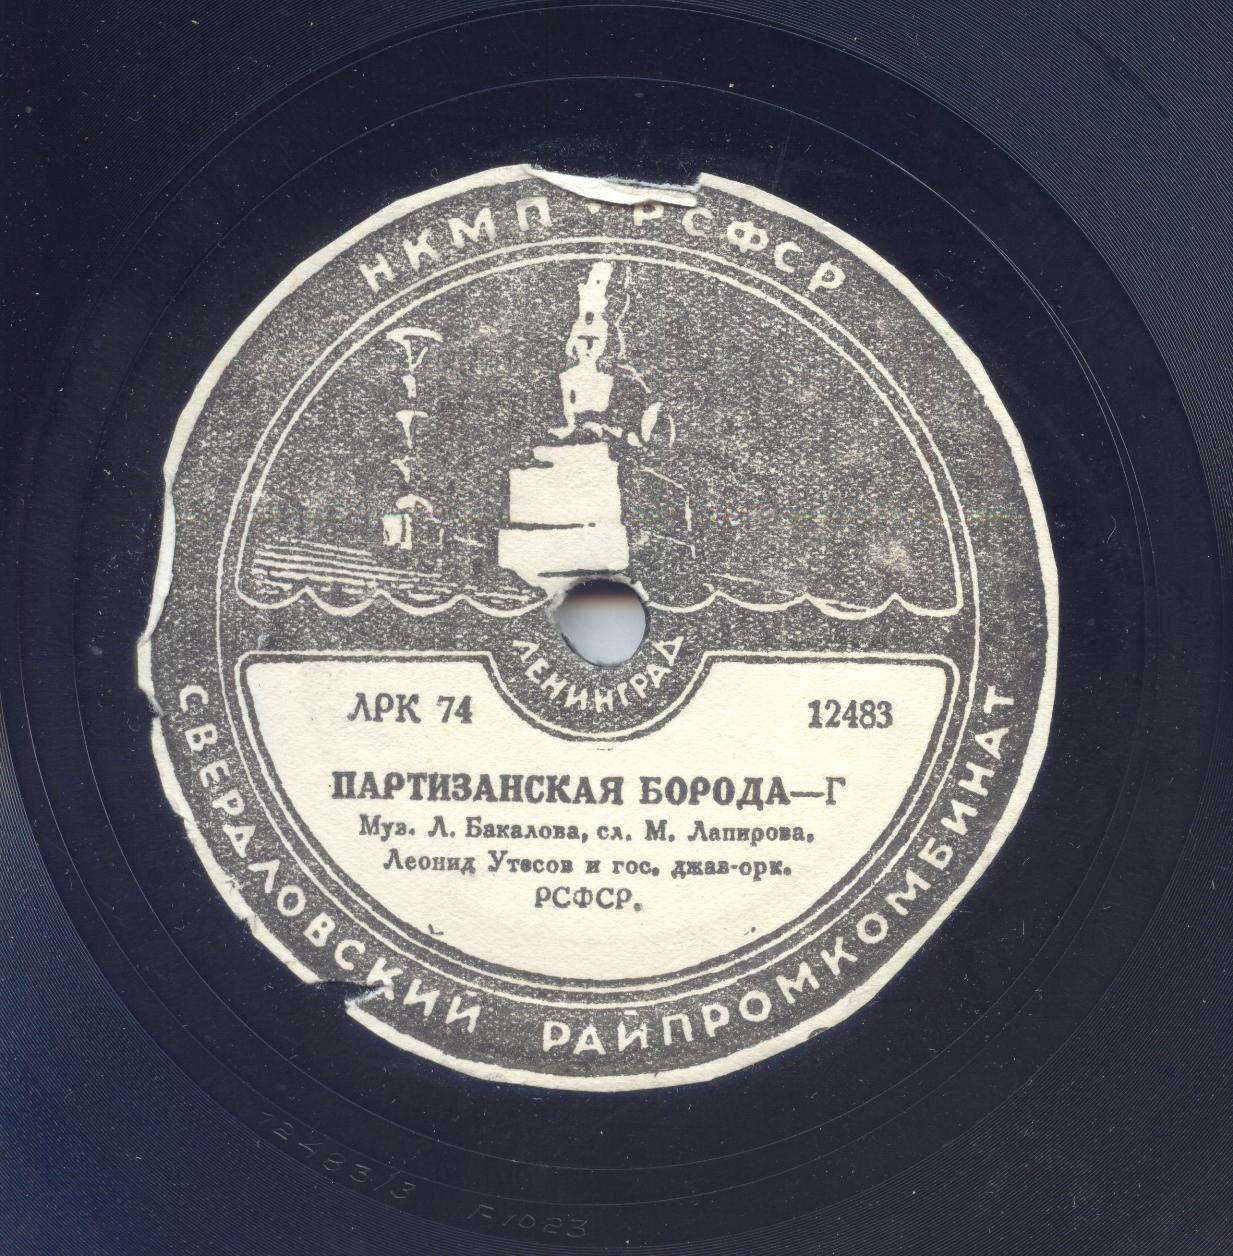 НКМП · РСФСР
ЛЕНИНГРАД
ЛРК 74
12483
ПАРТИЗАНСКАЯ БОРОДА—Г
Муз. Л. Бакалова, сл. М. Лапирова.
Леонид Утесов и гос. джаз-орк.
РСФСР.
СВЕРДЛОВСКИЙ РАЙПРОМКОМБИНАТ
12483/3
F1023